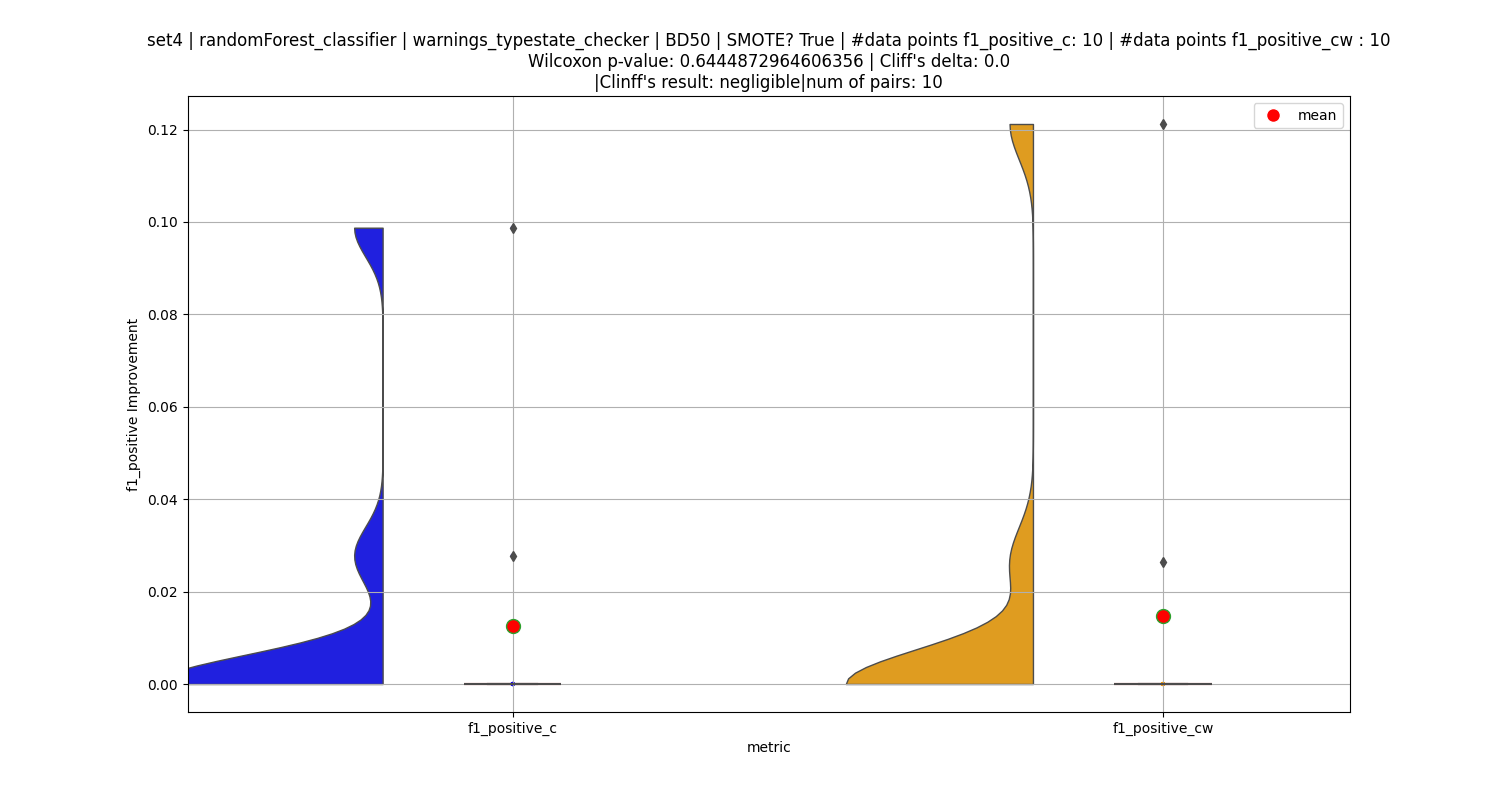 set4 | randomForest_classifier | warnings_typestate_checker | BD50 | SMOTE? True | #data points f1_positive_c: 10 | #data points f1_positive_cw : 10
Wilcoxon p-value: 0.6444872964606356 | Cliff's delta: 0.0
|Clinff's result: negligible|num of pairs: 10
mean
0.12
0.10
0.08
0.06
0.04
0.02
0.00
f1_positive Improvement
f1_positive_c
f1_positive_cw
metric